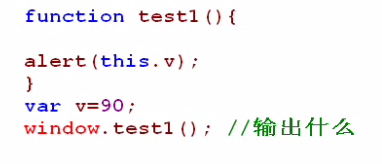 function test1(){
alert(this.v);
}
var v=90;
window.test1(); //输出什么